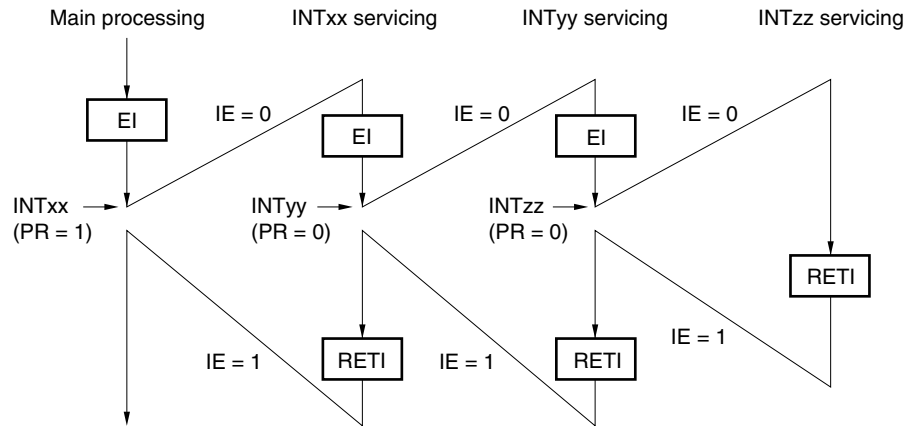 Main processing
INTxx servicing
INTyy servicing
INTzz servicing
EI
IE = 0
EI
IE = 0
EI
IE = 0
INTxx
(PR = 1)
INTyy
(PR = 0)
INTzz
(PR = 0)
RETI
IE = 1
RETI
IE = 1
RETI
IE = 1